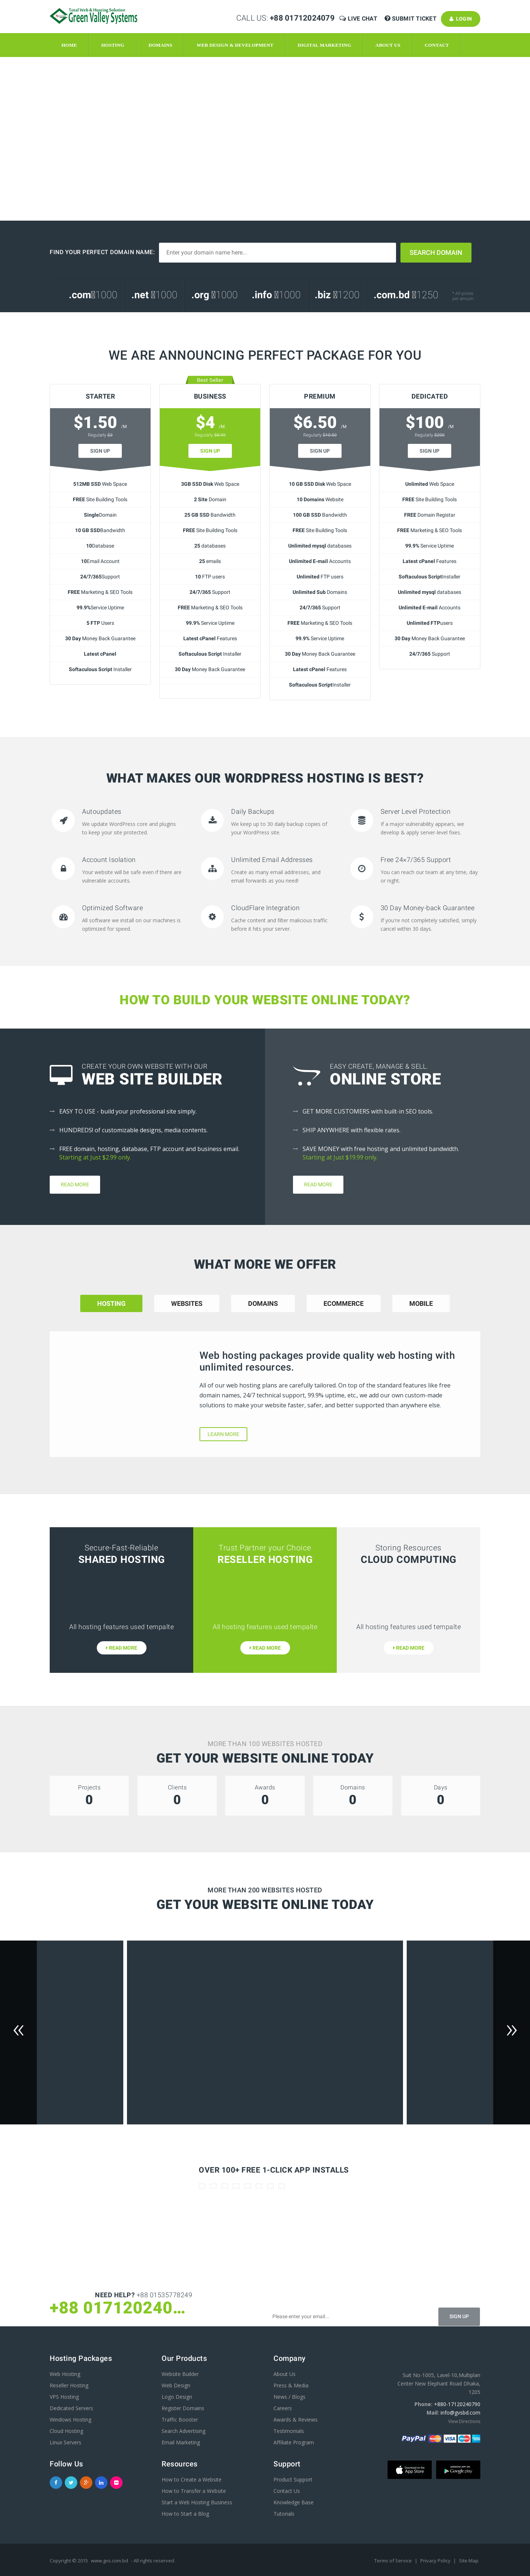 Total Web & Hosting Solution
Green Valley Systems
CALL US: +88 01712024079 LIVE CHAT SUBMIT TICKET LOGIN
HOME HOSTING DOMAINS WEB DESIGN & DEVELOPMENT DIGITAL MARKETING ABOUT US CONTACT
FIND YOUR PERFECT DOMAIN NAME: Enter your domain name here... SEARCH DOMAIN
.com 1000 .net 1000 .org 1000 .info 1000 .biz 1200 .com.bd 1250
per annum
WE ARE ANNOUNCING PERFECT PACKAGE FOR YOU
Best Seller
STARTER
$1.50 /M
Regularly $3
SIGN UP
512MB SSD Web Space
FREE Site Building Tools
SingleDomain
10 GB SSDBandwidth
10Database
10Email Account
24/7/365Support
FREE Marketing & SEO Tools
99.9%Service Uptime
5 FTP Users
30 Day Money Back Guarantee
Latest cPanel
Softaculous Script Installer
BUSINESS
$4 /M
Regularly $6.99
SIGN UP
3GB SSD Disk Web Space
2 Site Domain
25 GB SSD Bandwidth
FREE Site Building Tools
25 databases
25 emails
10 FTP users
24/7/365 Support
FREE Marketing & SEO Tools
99.9% Service Uptime
Latest cPanel Features
Softaculous Script Installer
30 Day Money Back Guarantee
PREMIUM
$6.50 /M
Regularly $10.50
SIGN UP
10 GB SSD Disk Web Space
10 Domains Website
100 GB SSD Bandwidth
FREE Site Building Tools
Unlimited mysql databases
Unlimited E-mail Accounts
Unlimited FTP users
Unlimited Sub Domains
24/7/365 Support
FREE Marketing & SEO Tools
99.9% Service Uptime
30 Day Money Back Guarantee
Latest cPanel Features
Softaculous ScriptInstaller
DEDICATED
$100 /M
Regularly $200
SIGN UP
Unlimited Web Space
FREE Site Building Tools
FREE Domain Registar
FREE Marketing & SEO Tools
99.9% Service Uptime
Latest cPanel Features
Softaculous ScriptInstaller
Unlimited mysql databases
Unlimited E-mail Accounts
Unlimited FTPusers
30 Day Money Back Guarantee
24/7/365 Support
WHAT MAKES OUR WORDPRESS HOSTING IS BEST?
Autoupdates
We update WordPress core and plugins
to keep your site protected.
Daily Backups
We keep up to 30 daily backup copies of
your WordPress site.
Server Level Protection
If a major vulnerability appears, we
develop & apply server-level fixes.
Account Isolation
Your website will be safe even if there are
vulnerable accounts.
Unlimited Email Addresses
Create as many email addresses, and
email forwards as you need!
Free 24x7/365 Support
You can reach our team at any time, day
or night.
Optimized Software
All software we install on our machines is
optimized for speed.
CloudFlare Integration
Cache content and filter malicious traffic
before it hits your server.
30 Day Money-back Guarantee
If you're not completely satisfied, simply
cancel within 30 days.
HOW TO BUILD YOUR WEBSITE ONLINE TODAY?
CREATE YOUR OWN WEBSITE WITH OUR
WEB SITE BUILDER
EASY TO USE - build your professional site simply.
HUNDREDS! of customizable designs, media contents.
FREE domain, hosting, database, FTP account and business email.
Starting at Just $2.99 only.
READ MORE
EASY CREATE, MANAGE & SELL.
ONLINE STORE
GET MORE CUSTOMERS with built-in SEO tools.
SHIP ANYWHERE with flexible rates.
SAVE MONEY with free hosting and unlimited bandwidth.
Starting at Just $19.99 only.
READ MORE
WHAT MORE WE OFFER
HOSTING WEBSITES DOMAINS ECOMMERCE MOBILE
Web hosting packages provide quality web hosting with
unlimited resources.
All of our web hosting plans are carefully tailored. On top of the standard features like free
domain names, 24/7 technical support, 99.9% uptime, etc., we add our own custom-made
solutions to make your website faster, safer, and better supported than anywhere else.
LEARN MORE
Secure-Fast-Reliable
SHARED HOSTING
All hosting features used tempalte
+ READ MORE
Trust Partner your Choice
RESELLER HOSTING
All hosting features used tempalte
+ READ MORE
Storing Resources
CLOUD COMPUTING
All hosting features used tempalte
+ READ MORE
MORE THAN 100 WEBSITES HOSTED
GET YOUR WEBSITE ONLINE TODAY
Projects Clients Awards Domains Days
0 0 0 0 0
MORE THAN 200 WEBSITES HOSTED
GET YOUR WEBSITE ONLINE TODAY
« »
OVER 100+ FREE 1-CLICK APP INSTALLS
NEED HELP? +88 01535778249
+88 017120240...
Please enter your email... SIGN UP
Hosting Packages
Web Hosting
Reseller Hosting
VPS Hosting
Dedicated Servers
Windows Hosting
Cloud Hosting
Linux Servers
Our Products
Website Builder
Web Design
Logo Design
Register Domains
Traffic Booster
Search Advertising
Email Marketing
Company
About Us
Press & Media
News / Blogs
Careers
Awards & Reviews
Testimonials
Affiliate Program
Suit No-1005, Lavel-10,Multiplan
Center New Elephant Road Dhaka,
1205
Phone: +880-17120240790
Mail: info@gvsbd.com
View Directions
PayPal VISA
Follow Us
Resources
How to Create a Website
How to Transfer a Website
Start a Web Hosting Business
How to Start a Blog
Support
Product Support
Contact Us
Knowledge Base
Tutorials
App Store
Google play
Copyright © 2015 www.gvs.com.bd . All rights reserved.
Terms of Service | Privacy Policy | Site Map